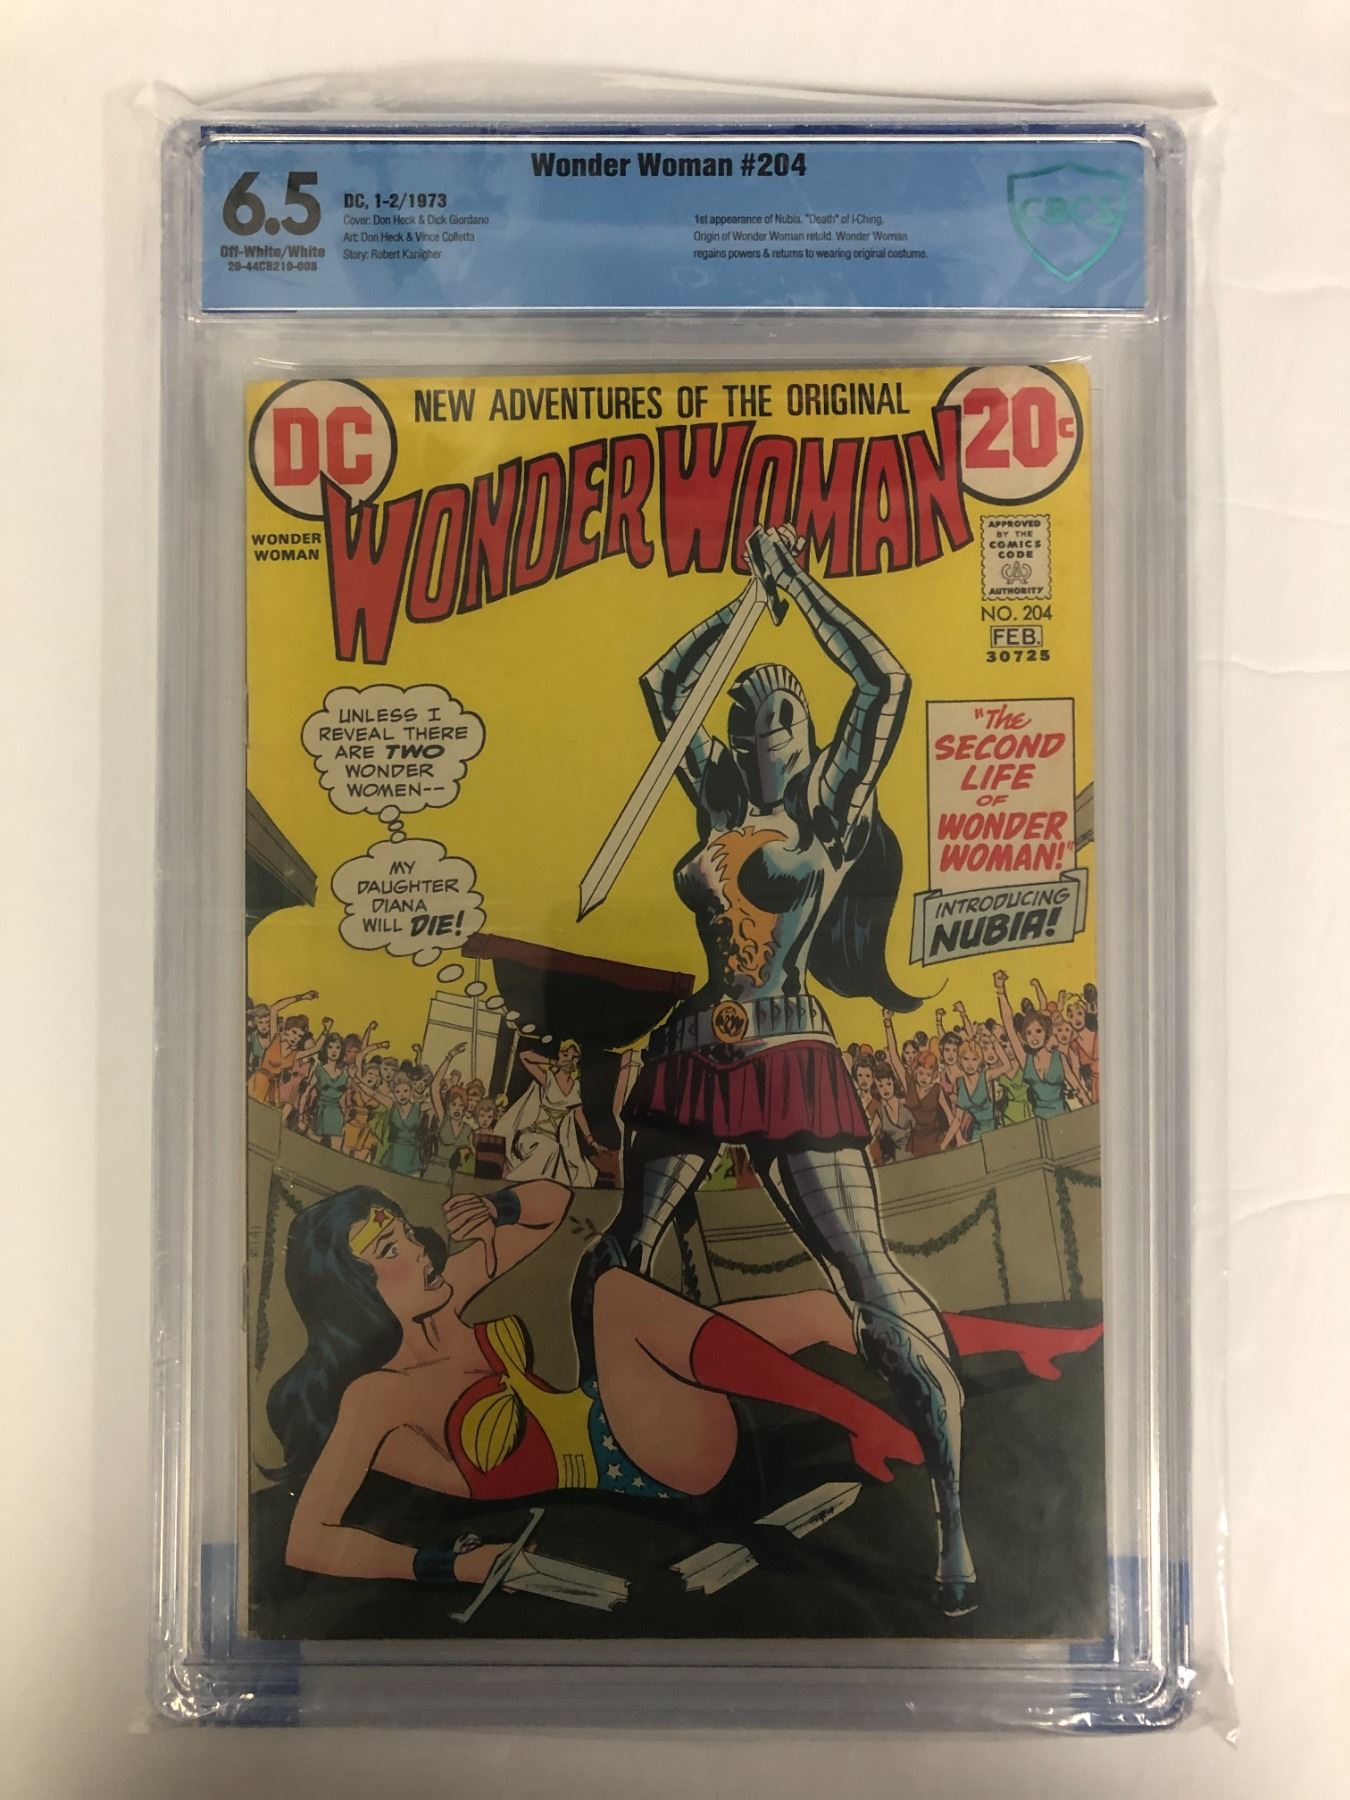 Wonder Woman #204
6.5
Off-White/White
20-44CB210-008
DC, 1-2/1973
Cover: Don Heck & Dick Giordano
Art: Don Heck & Vince Colletta
Story: Robert Kanigher
1st appearance of Nubia. "Death" of I-Ching.
Origin of Wonder Woman retold. Wonder Woman
regains powers & returns to wearing original costume.
CBCS
DC
NEW ADVENTURES OF THE ORIGINAL
20c
WONDER WOMAN
WONDER
WOMAN
APPROVED
BY THE
COMICS
CODE
CA
AUTHORITY
NO. 204
FEB.
30725
UNLESS I
REVEAL THERE
ARE TWO
WONDER
WOMEN--
MY
DAUGHTER
DIANA
WILL DIE!
"The
SECOND
LIFE
OF
WONDER
WOMAN!"
INTRODUCING
NUBIA!